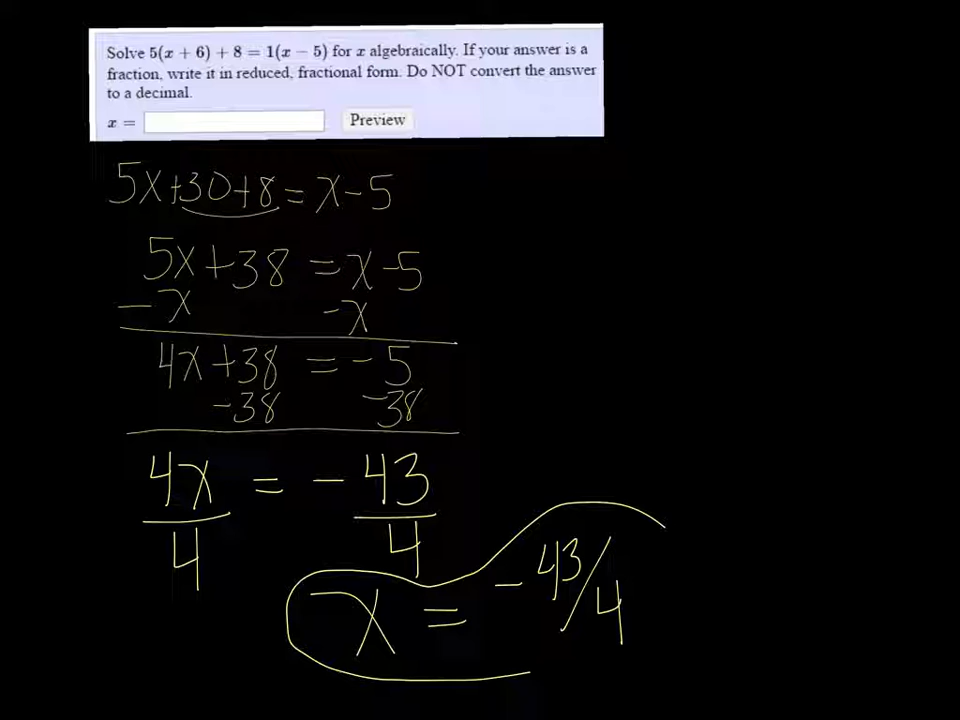 Solve 5(x + 6) + 8 = 1(x − 5) for x algebraically. If your answer is a
fraction, write it in reduced, fractional form. Do NOT convert the answer
to a decimal.
x =
Preview
5x+30+8=x-5
5x+38=x-5
-x -x
4x+38=-5
-38 -38
4x = -43
4 4
x = -43/4